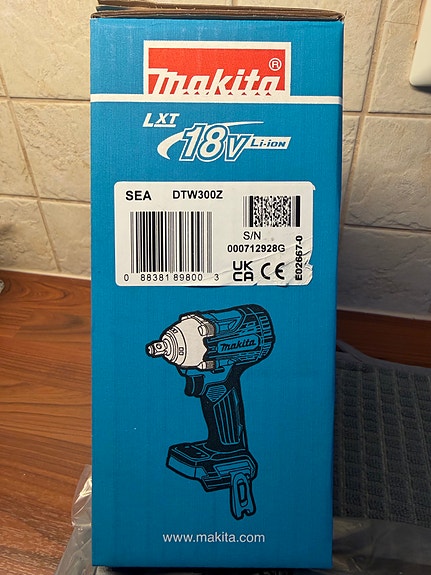 makita®
LXT
18V Li-ion
SEA DTW300Z
S/N
000712928G
0 88381 89800 3
UK CA CE
E02667-0
makita
www.makita.com